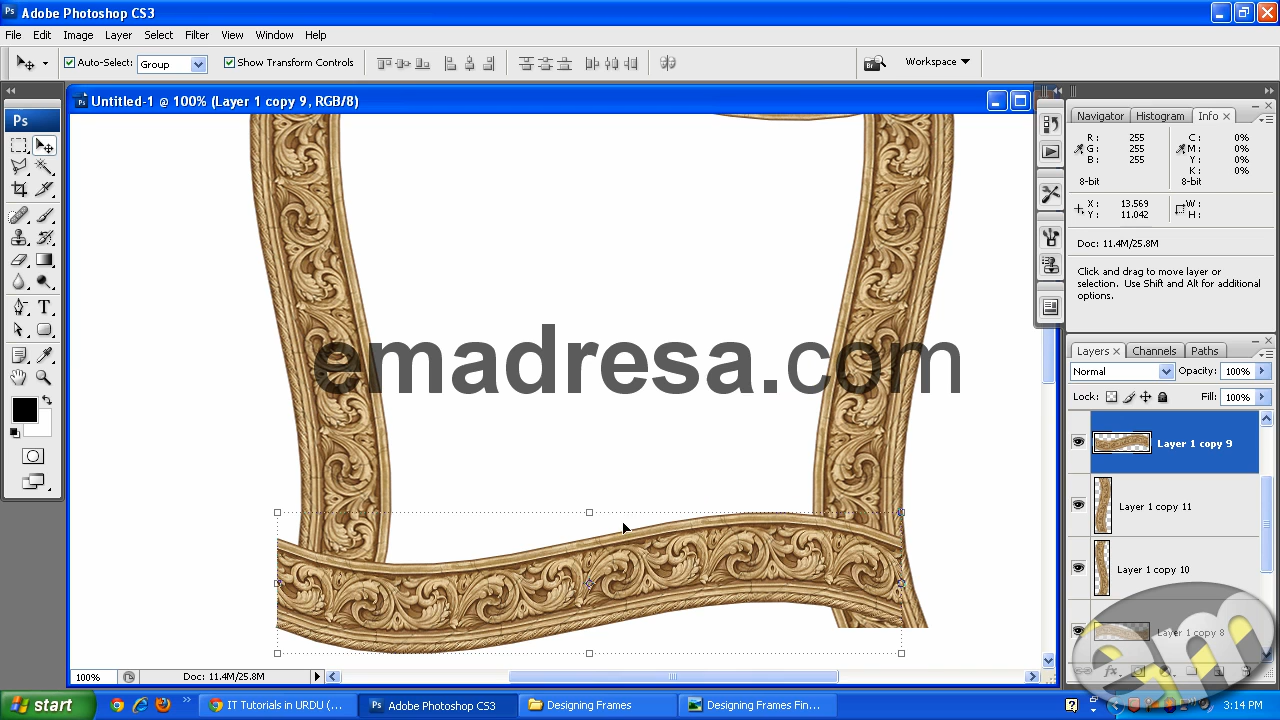 Ps Adobe Photoshop CS3
File Edit Image Layer Select Filter View Window Help
Auto-Select: Group Show Transform Controls Br Workspace
Ps Untitled-1 @ 100% (Layer 1 copy 9, RGB/8)
Ps
T
emadresa.com
Navigator Histogram Info
R : 255 C : 0%
G : 255 M : 0%
B : 255 Y : 0%
K : 0%
8-bit 8-bit
X : 13.569 W :
Y : 11.042 H :
Doc: 11.4M/25.8M
Click and drag to move layer or
selection. Use Shift and Alt for additional
options.
Layers Channels Paths
Normal Opacity: 100%
Lock: Fill: 100%
Layer 1 copy 9
Layer 1 copy 11
Layer 1 copy 10
Layer 1 copy 8
em
100% Doc: 11.4M/25.8M
start IT Tutorials in URDU (... Adobe Photoshop CS3 Designing Frames Designing Frames Fin... 3:14 PM